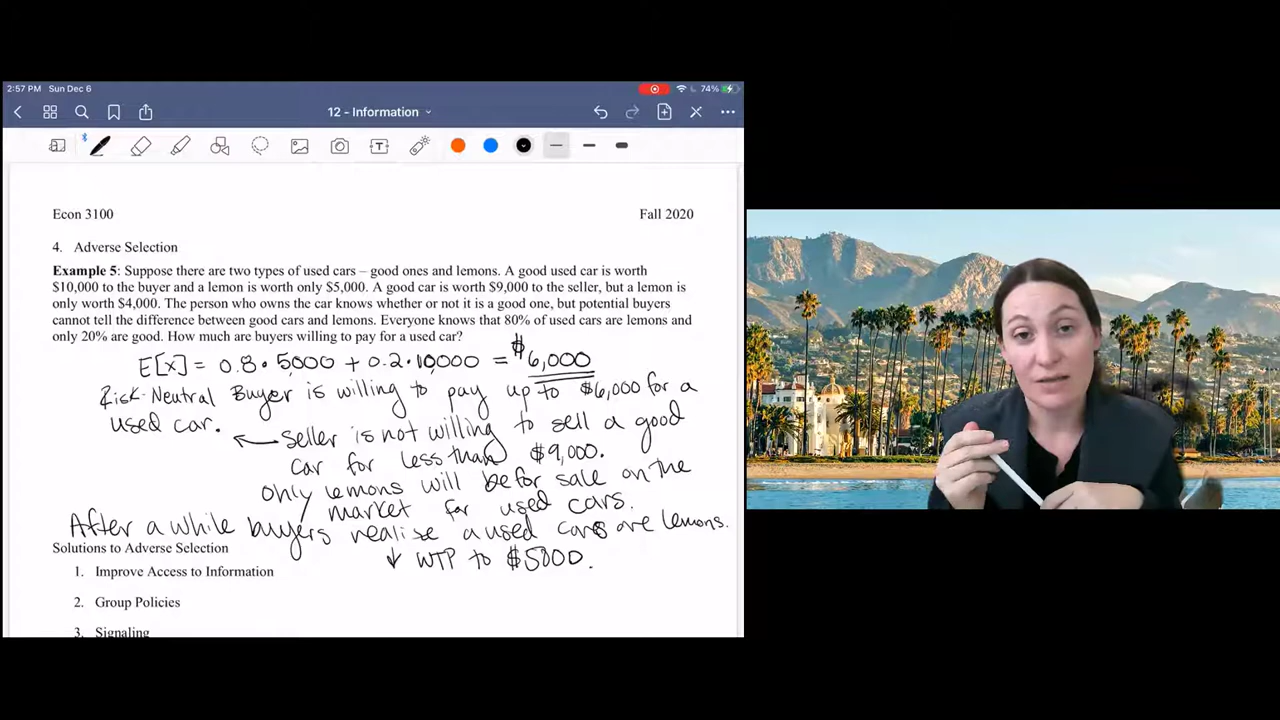 2:57 PM Sun Dec 6
74%
12 - Information
T
Econ 3100
Fall 2020
4. Adverse Selection
Example 5: Suppose there are two types of used cars – good ones and lemons. A good used car is worth
$10,000 to the buyer and a lemon is worth only $5,000. A good car is worth $9,000 to the seller, but a lemon is
only worth $4,000. The person who owns the car knows whether or not it is a good one, but potential buyers
cannot tell the difference between good cars and lemons. Everyone knows that 80% of used cars are lemons and
only 20% are good. How much are buyers willing to pay for a used car?
E[x] = 0.8 · 5,000 + 0.2 · 10,000 = $6,000
Risk-Neutral Buyer is willing to pay up to $6,000 for a
used car.
← Seller is not willing to sell a good
car for less than $9,000.
Only lemons will be for sale on the
market for used cars.
After a while buyers realize a used cars are lemons.
Solutions to Adverse Selection
↓ WTP to $5000.
1. Improve Access to Information
2. Group Policies
3. Signaling